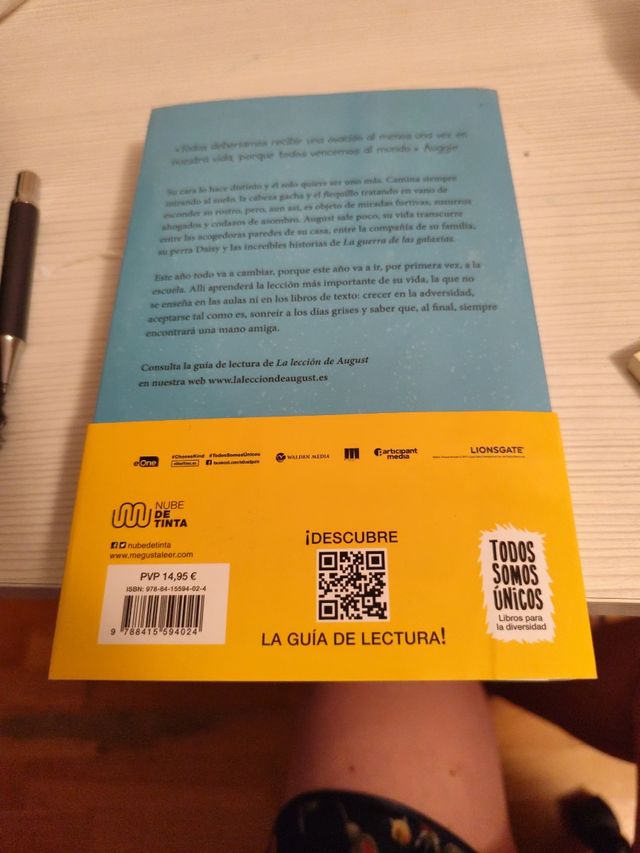 «Todos deberíamos recibir una ovación al menos una vez en
nuestra vida, porque todos vencemos al mundo.» Auggie
Su cara lo hace distinto y él solo quiere ser uno más. Camina siempre
mirando al suelo, la cabeza gacha y el flequillo tratando en vano de
esconder su rostro, pero, aun así, es objeto de miradas furtivas, susurros
ahogados y codazos de asombro. August sale poco, su vida transcurre
entre las acogedoras paredes de su casa, entre la compañía de su familia,
su perra Daisy y las increíbles historias de La guerra de las galaxias.
Este año todo va a cambiar, porque este año va a ir, por primera vez, a la
escuela. Allí aprenderá la lección más importante de su vida, la que no
se enseña en las aulas ni en los libros de texto: crecer en la adversidad,
aceptarse tal como es, sonreír a los días grises y saber que, al final, siempre
encontrará una mano amiga.
Consulta la guía de lectura de La lección de August
en nuestra web www.lalecciondeaugust.es
eOne
#ChooseKind #TodosSomosÚnicos
WALDEN MEDIA
participant
media
LIONSGATE
NUBE
DE
TINTA
nubedetinta
www.megustaleer.com
PVP 14,95 €
ISBN: 978-84-15594-02-4
9 788415 594024
¡DESCUBRE
LA GUÍA DE LECTURA!
TODOS
SOMOS
ÚNICOS
Libros para
la diversidad